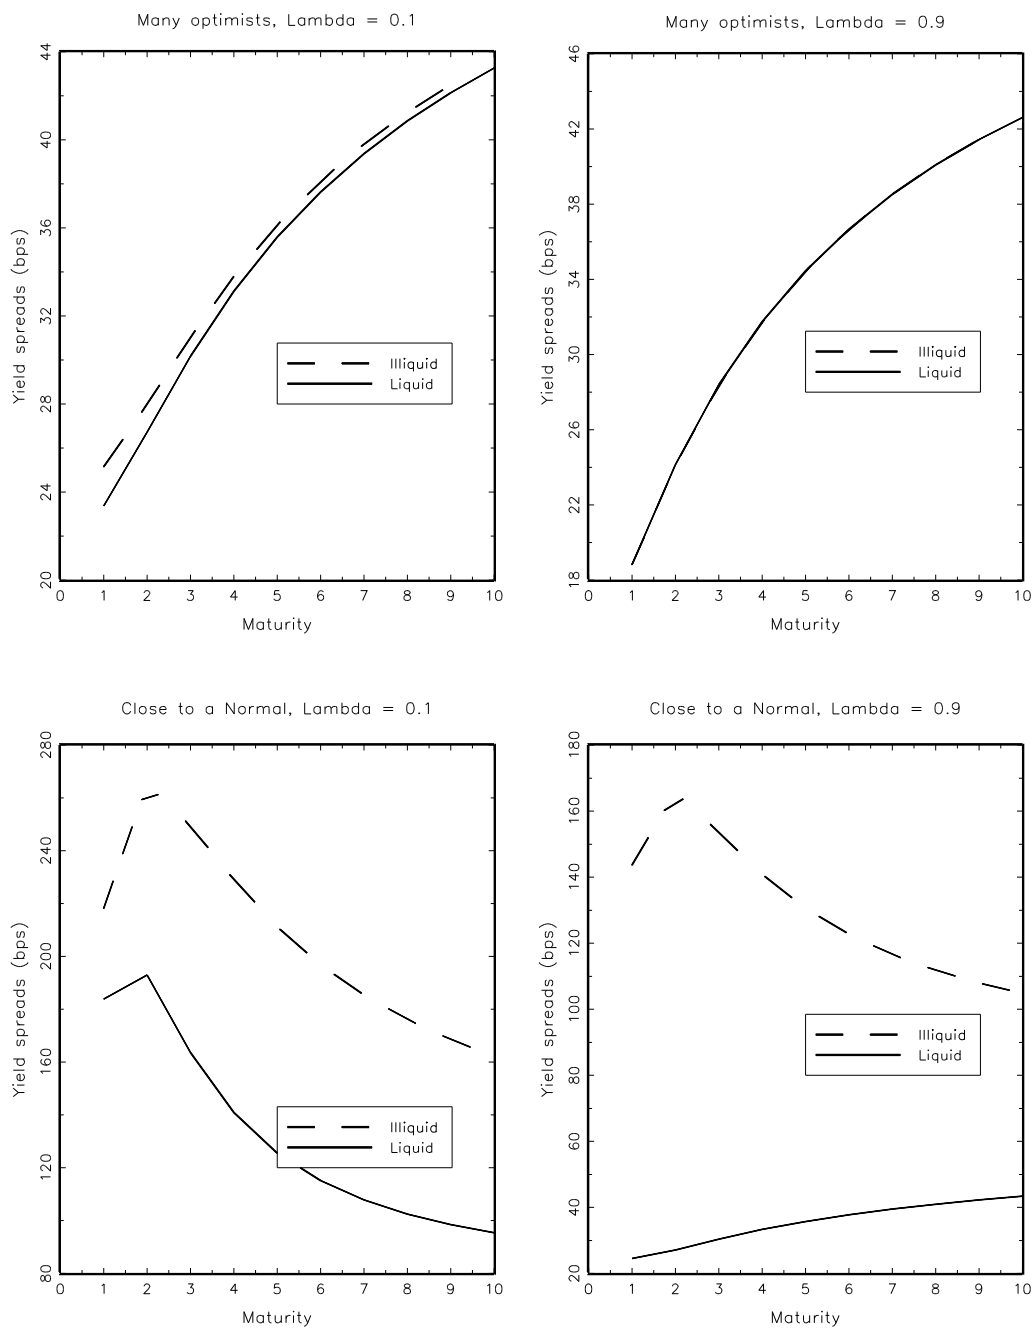 Many optimists, Lambda = 0.1
Yield spreads (bps)
44
40
36
32
28
24
20
Illiquid
Liquid
0 1 2 3 4 5 6 7 8 9 10
Maturity
Many optimists, Lambda = 0.9
Yield spreads (bps)
46
42
38
34
30
26
22
18
Illiquid
Liquid
0 1 2 3 4 5 6 7 8 9 10
Maturity
Close to a Normal, Lambda = 0.1
Yield spreads (bps)
280
240
200
160
120
80
Illiquid
Liquid
0 1 2 3 4 5 6 7 8 9 10
Maturity
Close to a Normal, Lambda = 0.9
Yield spreads (bps)
180
160
140
120
100
80
60
40
20
Illiquid
Liquid
0 1 2 3 4 5 6 7 8 9 10
Maturity